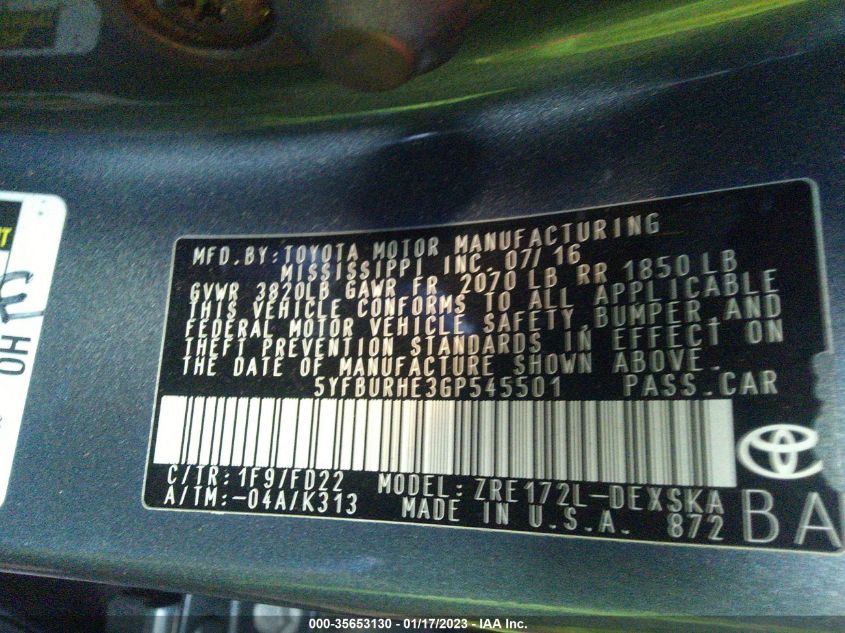 MFD.BY:TOYOTA MOTOR MANUFACTURING
MISSISSIPPI INC. 07/16
GVWR 3820LB GAWR FR 2070 LB RR 1850 LB
THIS VEHICLE CONFORMS TO ALL APPLICABLE
FEDERAL MOTOR VEHICLE SAFETY,BUMPER,AND
THEFT PREVENTION STANDARDS IN EFFECT ON
THE DATE OF MANUFACTURE SHOWN ABOVE.
5YFBURHE3GP545501 PASS.CAR
C/TR: 1F9/FD22 MODEL: ZRE172L-DEXSKA
A/TM:-04A/K313 MADE IN U.S.A. 872
BA
OH
000-35653130 - 01/17/2023 - IAA Inc.